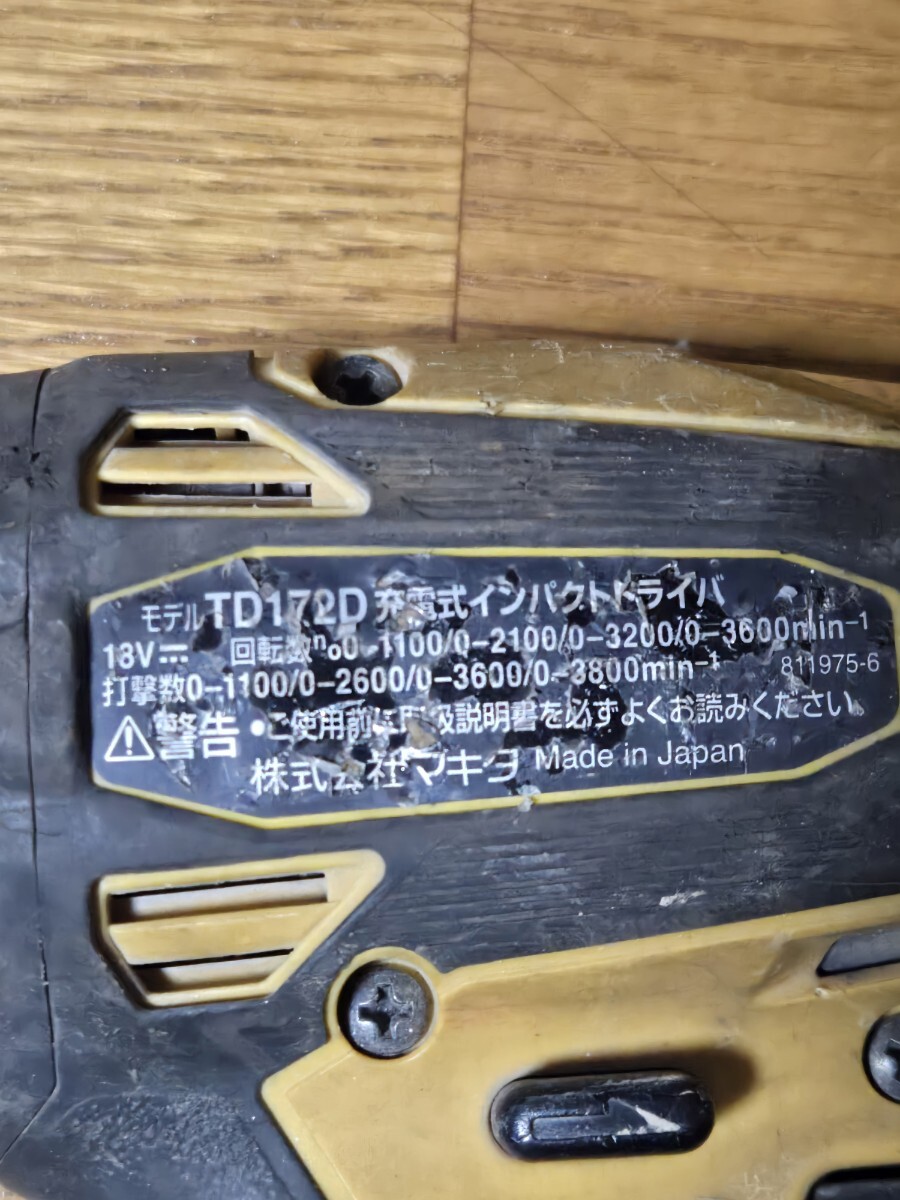 モデル TD172D 充電式インパクトドライバ
18V⎓ 回転数n₀0-1100/0-2100/0-3200/0-3600min⁻¹
打撃数0-1100/0-2600/0-3600/0-3800min⁻¹ 811975-6
⚠警告 •ご使用前に取扱説明書を必ずよくお読みください。
株式会社マキタ Made in Japan